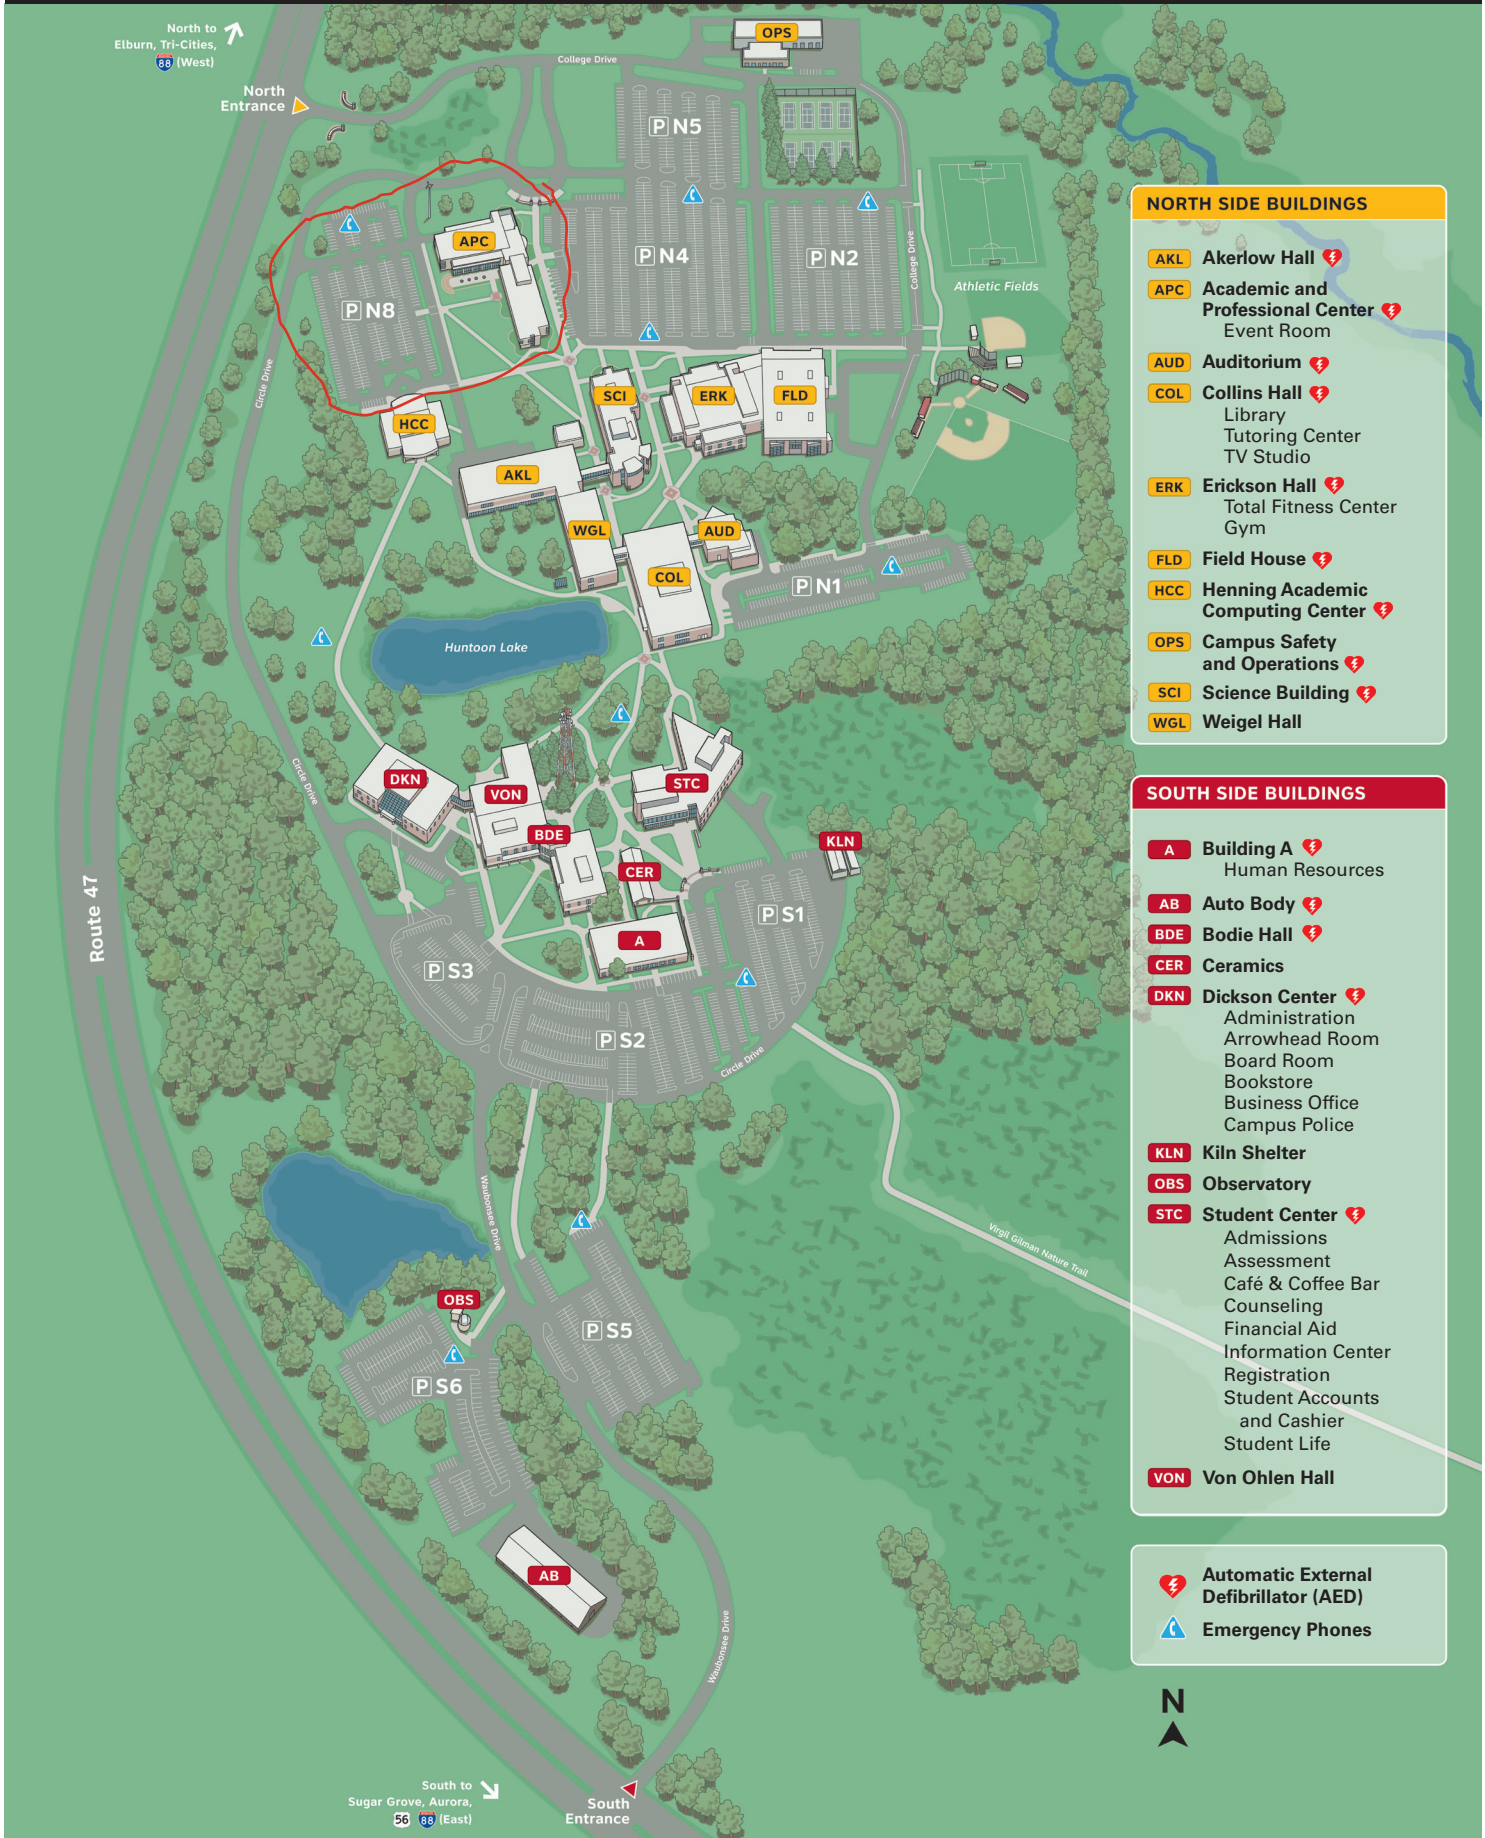 North to
Elburn, Tri-Cities,
88 (West)
North
Entrance
College Drive
OPS
P N5
P N4
P N2
College Drive
Athletic Fields
APC
P N8
Circle Drive
HCC
SCI
ERK
FLD
AKL
WGL
AUD
COL
P N1
Huntoon Lake
Circle Drive
DKN
VON
BDE
STC
KLN
CER
A
P S1
P S3
P S2
Circle Drive
Route 47
Waubonsee Drive
Virgil Gilman Nature Trail
OBS
P S5
P S6
AB
Waubonsee Drive
South to
Sugar Grove, Aurora,
56 88 (East)
South
Entrance
NORTH SIDE BUILDINGS
AKL Akerlow Hall
APC Academic and
Professional Center
Event Room
AUD Auditorium
COL Collins Hall
Library
Tutoring Center
TV Studio
ERK Erickson Hall
Total Fitness Center
Gym
FLD Field House
HCC Henning Academic
Computing Center
OPS Campus Safety
and Operations
SCI Science Building
WGL Weigel Hall
SOUTH SIDE BUILDINGS
A Building A
Human Resources
AB Auto Body
BDE Bodie Hall
CER Ceramics
DKN Dickson Center
Administration
Arrowhead Room
Board Room
Bookstore
Business Office
Campus Police
KLN Kiln Shelter
OBS Observatory
STC Student Center
Admissions
Assessment
Café & Coffee Bar
Counseling
Financial Aid
Information Center
Registration
Student Accounts
and Cashier
Student Life
VON Von Ohlen Hall
Automatic External
Defibrillator (AED)
Emergency Phones
N